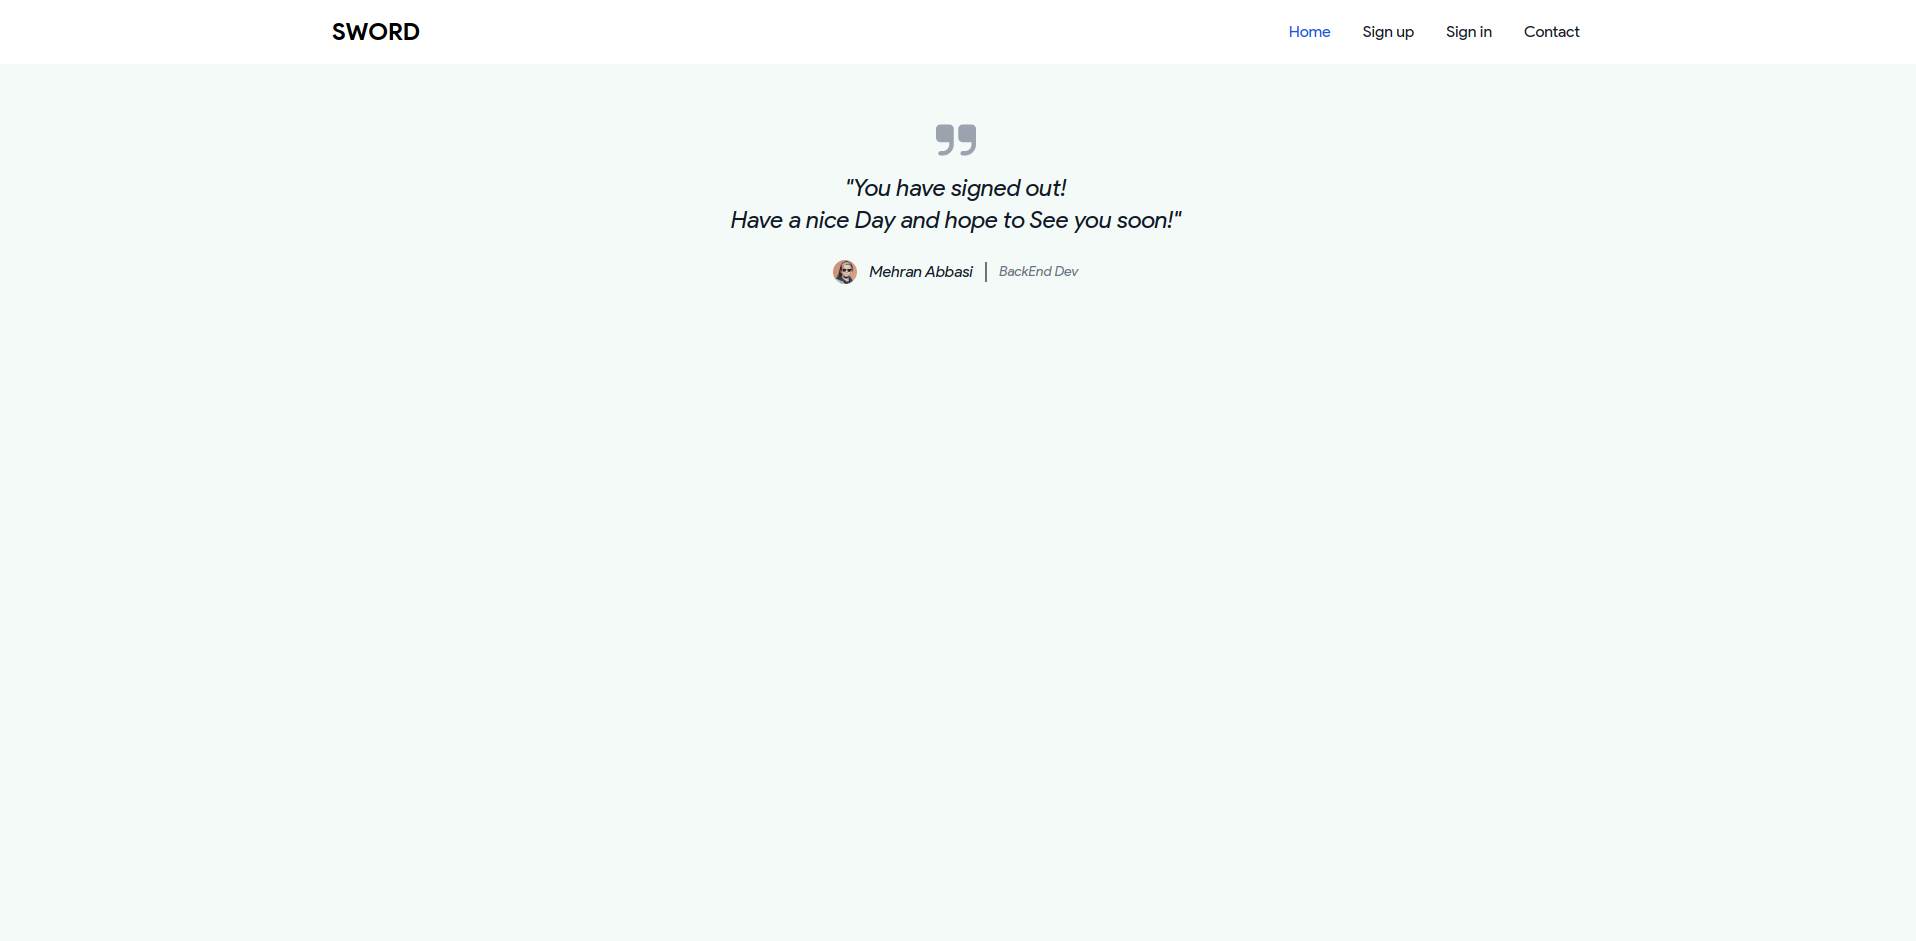 SWORD
Home Sign up Sign in Contact
"You have signed out!
Have a nice Day and hope to See you soon!"
Mehran Abbasi BackEnd Dev